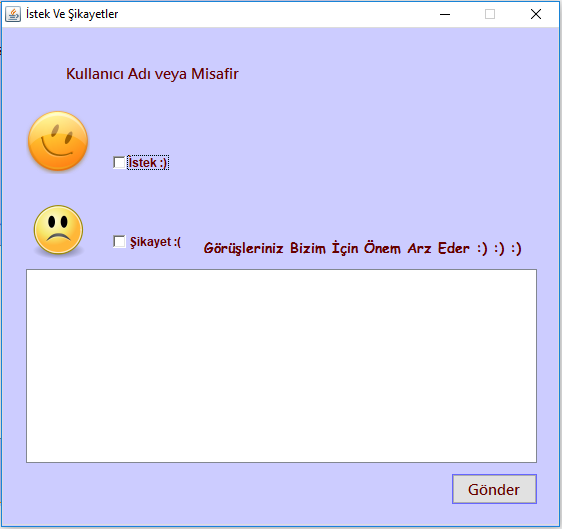 İstek Ve Şikayetler
Kullanıcı Adı veya Misafir
İstek :)
Şikayet :(
Görüşleriniz Bizim İçin Önem Arz Eder :) :) :)
Gönder